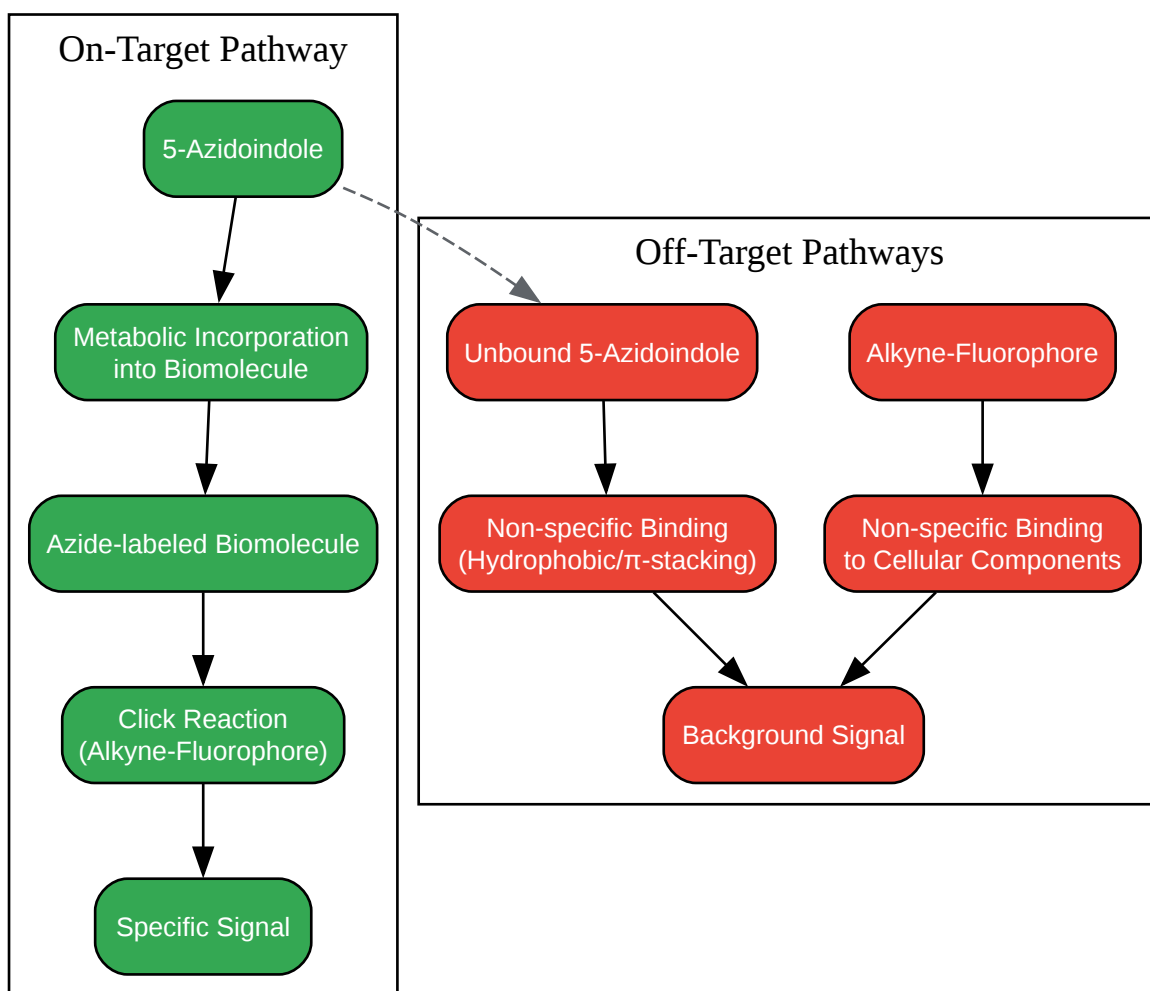 On-Target Pathway
5-Azidoindole
Metabolic Incorporation
into Biomolecule
Azide-labeled Biomolecule
Click Reaction
(Alkyne-Fluorophore)
Specific Signal
Off-Target Pathways
Unbound 5-Azidoindole
Alkyne-Fluorophore
Non-specific Binding
(Hydrophobic/π-stacking)
Non-specific Binding
to Cellular Components
Background Signal